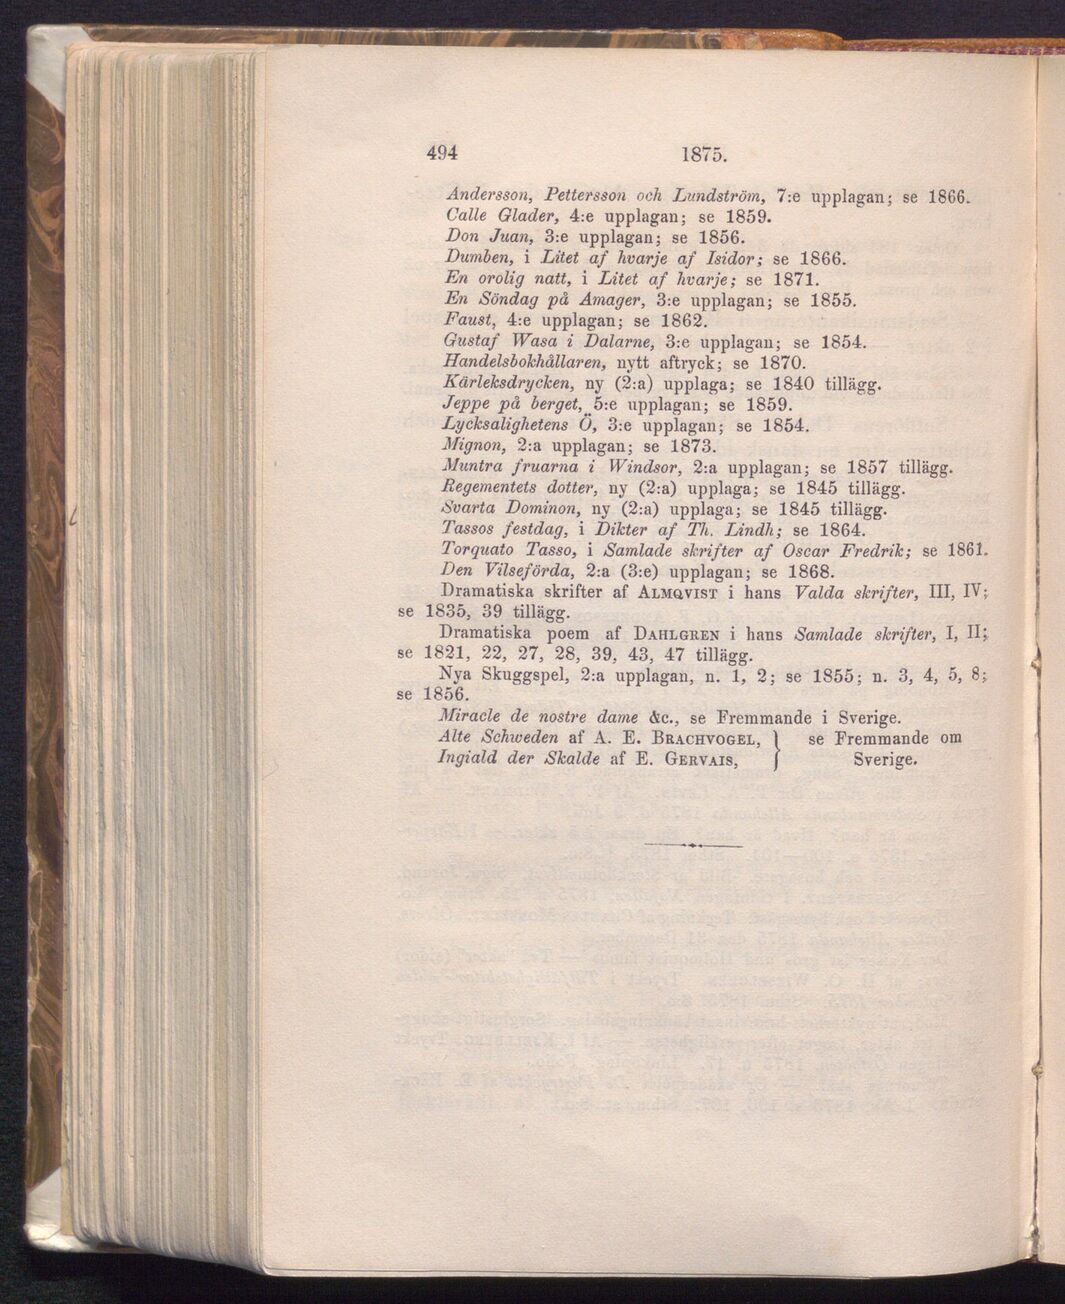 494 1875.
Andersson, Pettersson och Lundström, 7:e upplagan; se 1866.
Calle Glader, 4:e upplagan; se 1859.
Don Juan, 3:e upplagan; se 1856.
Dumben, i Litet af hvarje af Isidor; se 1866.
En orolig natt, i Litet af hvarje; se 1871.
En Söndag på Amager, 3:e upplagan; se 1855.
Faust, 4:e upplagan; se 1862.
Gustaf Wasa i Dalarne, 3:e upplagan; se 1854.
Handelsbokhållaren, nytt aftryck; se 1870.
Kärleksdrycken, ny (2:a) upplaga; se 1840 tillägg.
Jeppe på berget, 5:e upplagan; se 1859.
Lycksalighetens Ö, 3:e upplagan; se 1854.
Mignon, 2:a upplagan; se 1873.
Muntra fruarna i Windsor, 2:a upplagan; se 1857 tillägg.
Regementets dotter, ny (2:a) upplaga; se 1845 tillägg.
Svarta Dominon, ny (2:a) upplaga; se 1845 tillägg.
Tassos festdag, i Dikter af Th. Lindh; se 1864.
Torquato Tasso, i Samlade skrifter af Oscar Fredrik; se 1861.
Den Vilseförda, 2:a (3:e) upplagan; se 1868.
Dramatiska skrifter af ALMQVIST i hans Valda skrifter, III, IV;
se 1835, 39 tillägg.
Dramatiska poem af DAHLGREN i hans Samlade skrifter, I, II;
se 1821, 22, 27, 28, 39, 43, 47 tillägg.
Nya Skuggspel, 2:a upplagan, n. 1, 2; se 1855; n. 3, 4, 5, 8;
se 1856.
Miracle de nostre dame &c., se Fremmande i Sverige.
Alte Schweden af A. E. BRACHVOGEL, } se Fremmande om
Ingiald der Skalde af E. GERVAIS, } Sverige.